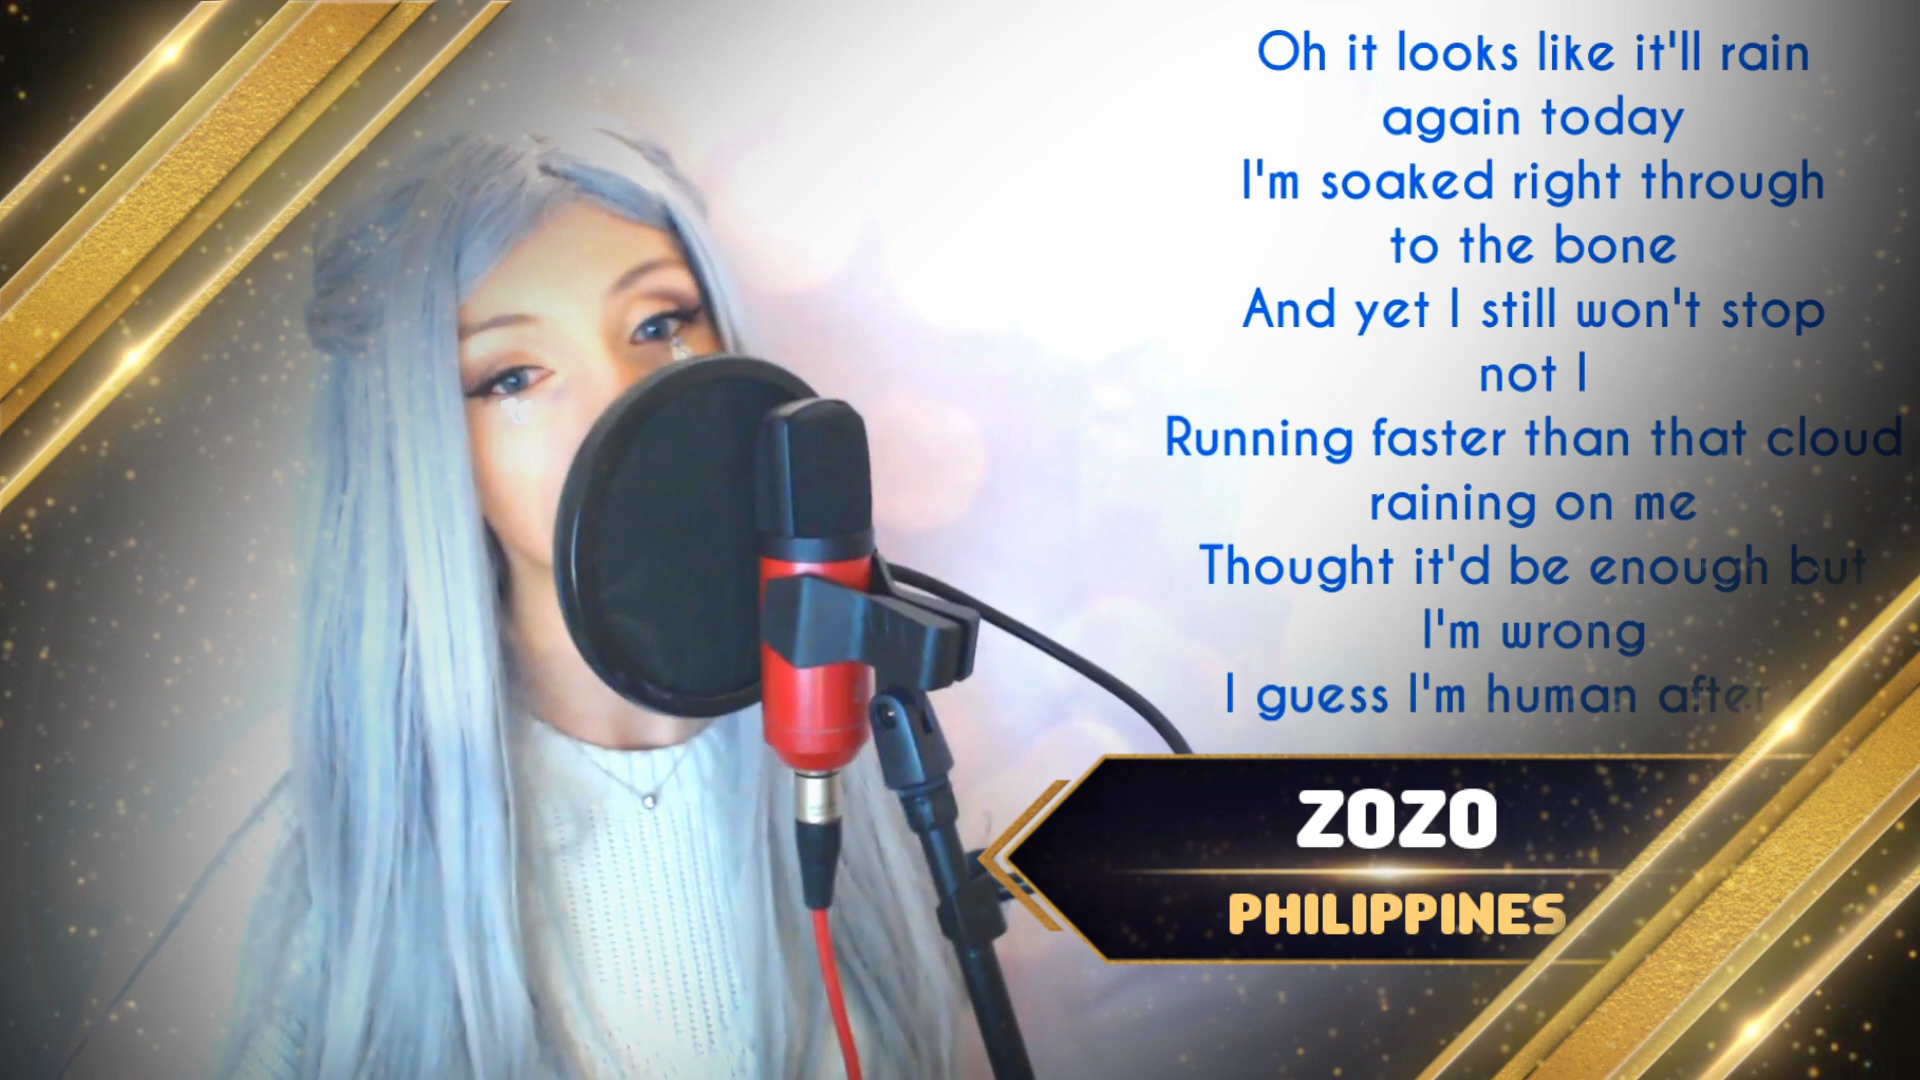 Oh it looks like it'll rain
again today
I'm soaked right through
to the bone
And yet I still won't stop
not I
Running faster than that cloud
raining on me
Thought it'd be enough but
I'm wrong
I guess I'm human after
ZOZO
PHILIPPINES